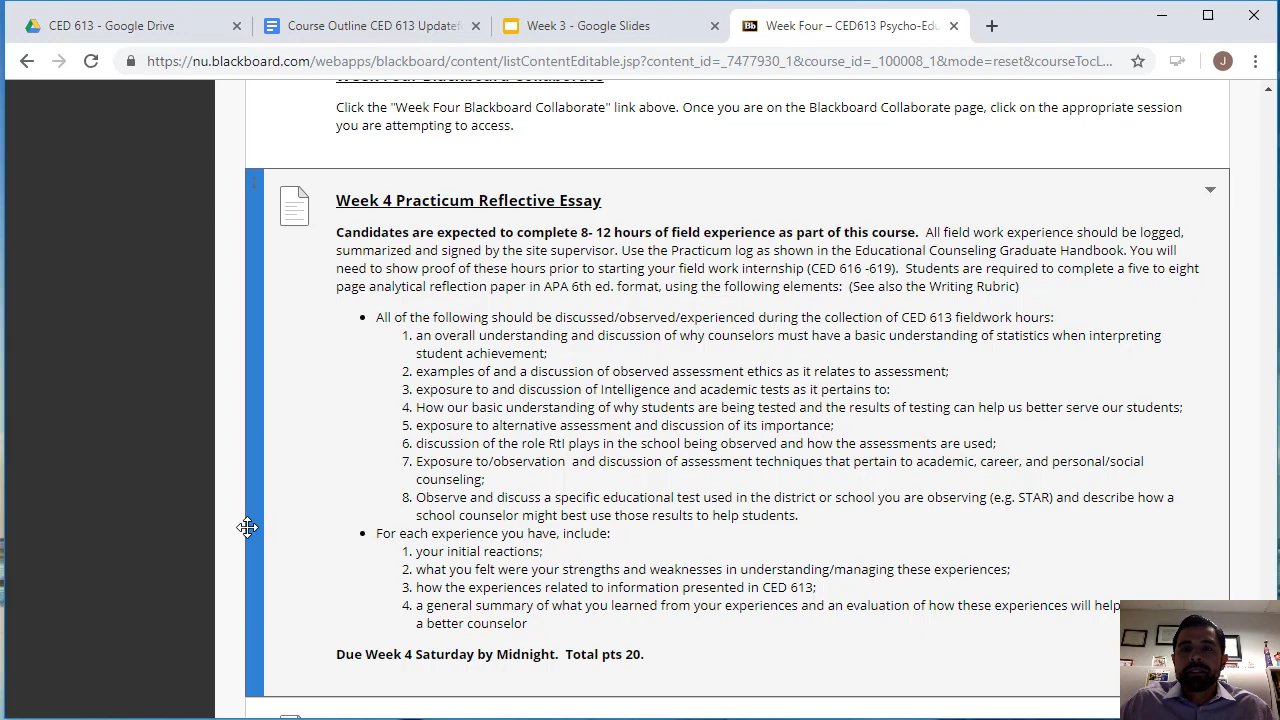 CED 613 - Google Drive
Course Outline CED 613 Updatef
Week 3 - Google Slides
Bb
Week Four – CED613 Psycho-Edu
https://nu.blackboard.com/webapps/blackboard/content/listContentEditable.jsp?content_id=_7477930_1&course_id=_100008_1&mode=reset&courseTocL...
J
Week Four Blackboard Collaborate
Click the "Week Four Blackboard Collaborate" link above. Once you are on the Blackboard Collaborate page, click on the appropriate session
you are attempting to access.
Week 4 Practicum Reflective Essay
Candidates are expected to complete 8- 12 hours of field experience as part of this course. All field work experience should be logged,
summarized and signed by the site supervisor. Use the Practicum log as shown in the Educational Counseling Graduate Handbook. You will
need to show proof of these hours prior to starting your field work internship (CED 616 -619). Students are required to complete a five to eight
page analytical reflection paper in APA 6th ed. format, using the following elements: (See also the Writing Rubric)
• All of the following should be discussed/observed/experienced during the collection of CED 613 fieldwork hours:
1. an overall understanding and discussion of why counselors must have a basic understanding of statistics when interpreting
student achievement;
2. examples of and a discussion of observed assessment ethics as it relates to assessment;
3. exposure to and discussion of Intelligence and academic tests as it pertains to:
4. How our basic understanding of why students are being tested and the results of testing can help us better serve our students;
5. exposure to alternative assessment and discussion of its importance;
6. discussion of the role RtI plays in the school being observed and how the assessments are used;
7. Exposure to/observation and discussion of assessment techniques that pertain to academic, career, and personal/social
counseling;
8. Observe and discuss a specific educational test used in the district or school you are observing (e.g. STAR) and describe how a
school counselor might best use those results to help students.
• For each experience you have, include:
1. your initial reactions;
2. what you felt were your strengths and weaknesses in understanding/managing these experiences;
3. how the experiences related to information presented in CED 613;
4. a general summary of what you learned from your experiences and an evaluation of how these experiences will help
a better counselor
Due Week 4 Saturday by Midnight. Total pts 20.